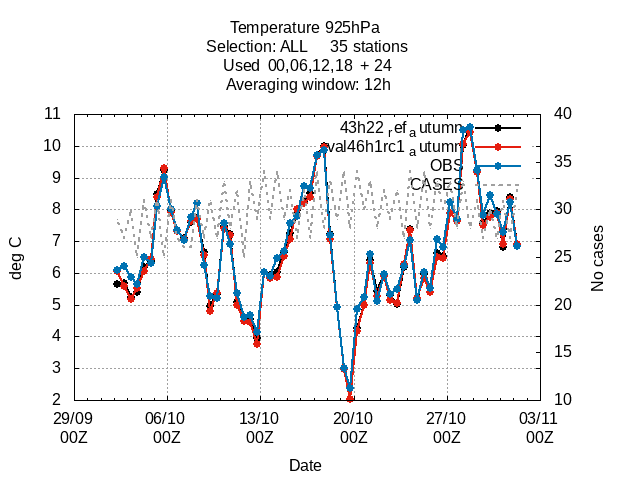 Temperature 925hPa
Selection: ALL 35 stations
Used 00,06,12,18 + 24
Averaging window: 12h
11 40
43h22 ref autumn
10
val46h1rc1 autumn
35
OBS
9
CASES
8 30
deg C
7
No cases
25
6
5 20
4
15
3
2 10
29/09 06/10 13/10 20/10 27/10 03/11
00Z 00Z 00Z 00Z 00Z 00Z
Date